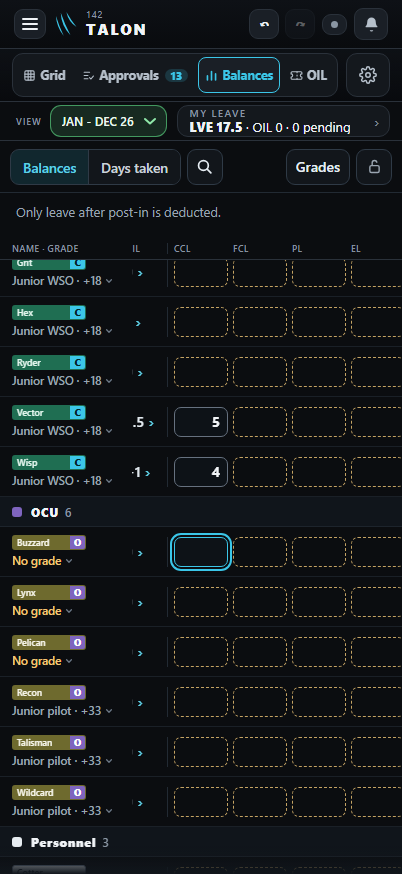 142
TALON
Grid
Approvals 13
Balances
OIL
VIEW
JAN - DEC 26
MY LEAVE
LVE 17.5 · OIL 0 · 0 pending
Balances
Days taken
Grades
Only leave after post-in is deducted.
NAME · GRADE IL CCL FCL PL EL
C
Junior WSO · +18
Hex C
Junior WSO · +18
Ryder C
Junior WSO · +18
Vector C
Junior WSO · +18
.5 5
Wisp C
Junior WSO · +18
1 4
OCU 6
Buzzard O
No grade
Lynx O
No grade
Pelican O
No grade
Recon O
Junior pilot · +33
Talisman O
Junior pilot · +33
Wildcard O
Junior pilot · +33
Personnel 3